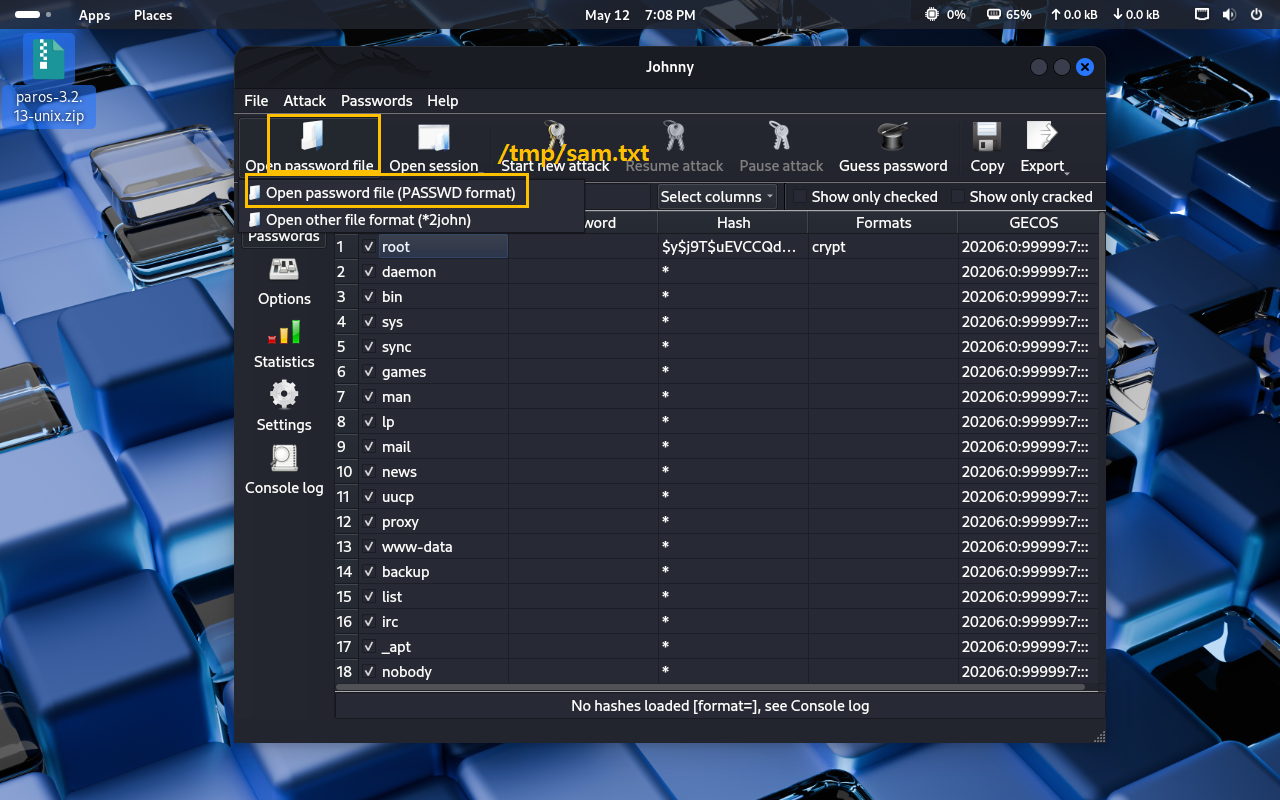 Apps Places May 12 7:08 PM 0% 65% 0.0 kB 0.0 kB
paros-3.2.
13-unix.zip
Johnny
File Attack Passwords Help
Open password file Open session Start new attack Resume attack Pause attack Guess password Copy Export
/tmp/sam.txt
Open password file (PASSWD format)
Open other file format (*2john)
Select columns Show only checked Show only cracked
Passwords
Options
Statistics
Settings
Console log
word Hash Formats GECOS
1 root $y$j9T$uEVCCQd... crypt 20206:0:99999:7:::
2 daemon * 20206:0:99999:7:::
3 bin * 20206:0:99999:7:::
4 sys * 20206:0:99999:7:::
5 sync * 20206:0:99999:7:::
6 games * 20206:0:99999:7:::
7 man * 20206:0:99999:7:::
8 lp * 20206:0:99999:7:::
9 mail * 20206:0:99999:7:::
10 news * 20206:0:99999:7:::
11 uucp * 20206:0:99999:7:::
12 proxy * 20206:0:99999:7:::
13 www-data * 20206:0:99999:7:::
14 backup * 20206:0:99999:7:::
15 list * 20206:0:99999:7:::
16 irc * 20206:0:99999:7:::
17 _apt * 20206:0:99999:7:::
18 nobody * 20206:0:99999:7:::
No hashes loaded [format=], see Console log